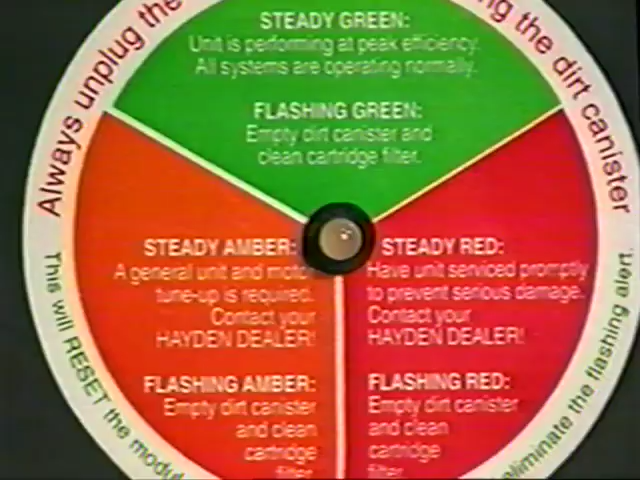 Always unplug the
ng the dirt canister
STEADY GREEN:
Unit is performing at peak efficiency.
All systems are operating normally.
FLASHING GREEN:
Empty dirt canister and
clean cartridge filter.
STEADY AMBER:
A general unit and motor
tune-up is required.
Contact your
HAYDEN DEALER!
FLASHING AMBER:
Empty dirt canister
and clean
cartridge
filter.
STEADY RED:
Have unit serviced promptly
to prevent serious damage.
Contact your
HAYDEN DEALER!
FLASHING RED:
Empty dirt canister
and clean
cartridge
filter.
This will RESET the modul
eliminate the flashing alert.